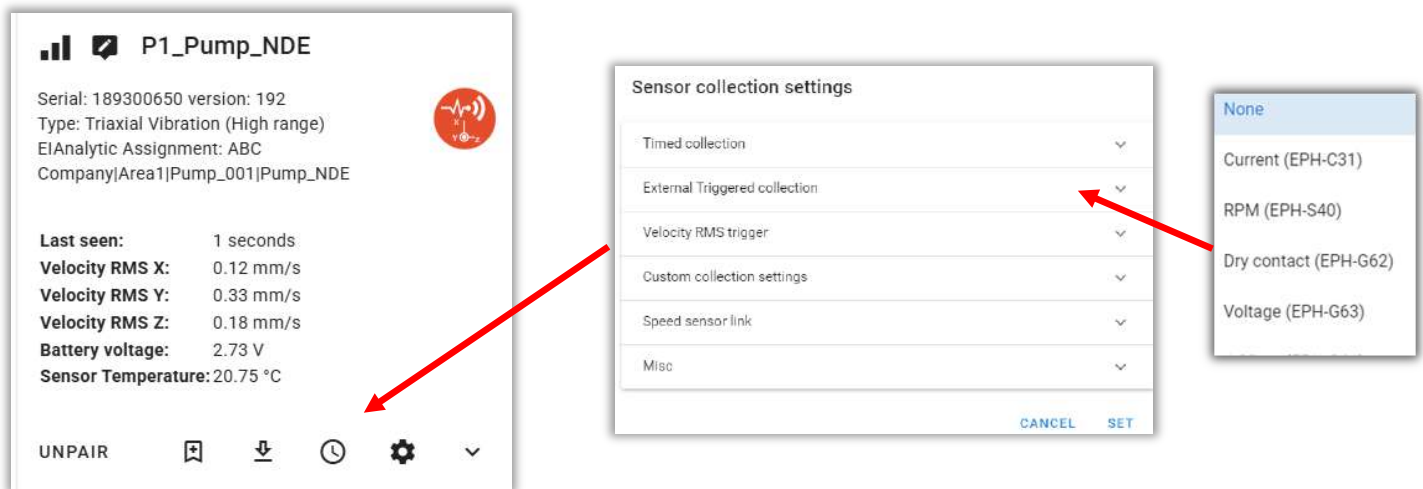 P1_Pump_NDE
Serial: 189300650 version: 192
Type: Triaxial Vibration (High range)
EIAnalytic Assignment: ABC
Company|Area1|Pump_001|Pump_NDE
Last seen: 1 seconds
Velocity RMS X: 0.12 mm/s
Velocity RMS Y: 0.33 mm/s
Velocity RMS Z: 0.18 mm/s
Battery voltage: 2.73 V
Sensor Temperature: 20.75 °C
UNPAIR
Sensor collection settings
Timed collection
External Triggered collection
Velocity RMS trigger
Custom collection settings
Speed sensor link
Misc
CANCEL SET
None
Current (EPH-C31)
RPM (EPH-S40)
Dry contact (EPH-G62)
Voltage (EPH-G63)
X
Y Z